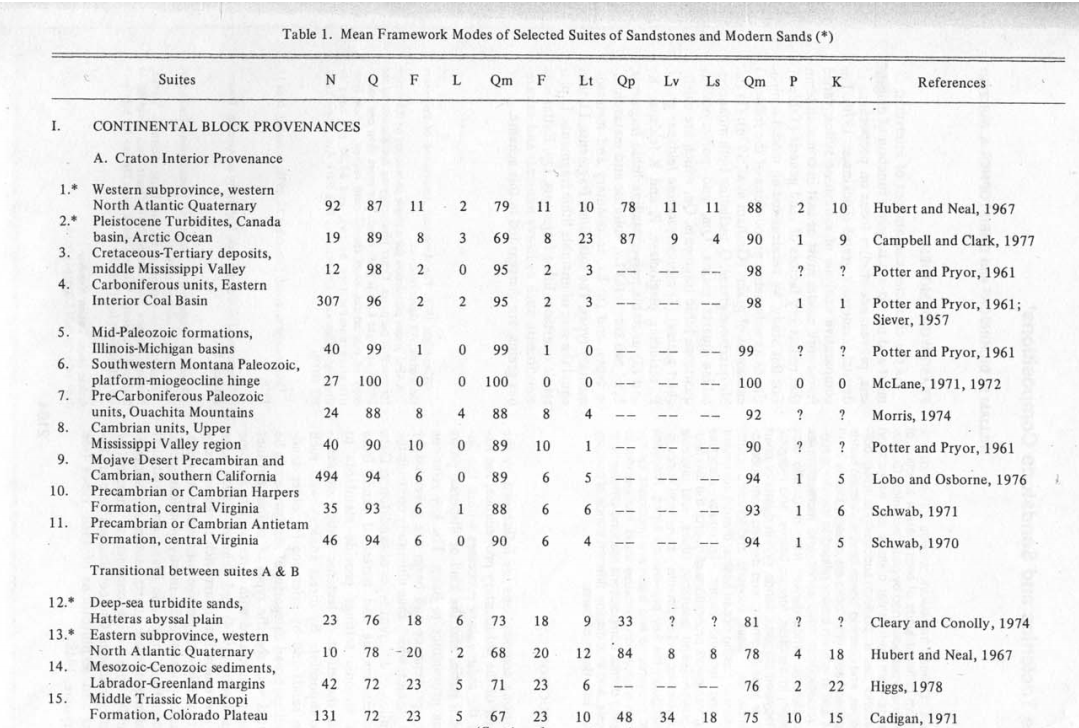 Table 1. Mean Framework Modes of Selected Suites of Sandstones and Modern Sands (*)
Suites N Q F L Qm F Lt Qp Lv Ls Qm P K References
I. CONTINENTAL BLOCK PROVENANCES
A. Craton Interior Provenance
1.* Western subprovince, western
North Atlantic Quaternary 92 87 11 2 79 11 10 78 11 11 88 2 10 Hubert and Neal, 1967
2.* Pleistocene Turbidites, Canada
basin, Arctic Ocean 19 89 8 3 69 8 23 87 9 4 90 1 9 Campbell and Clark, 1977
3. Cretaceous-Tertiary deposits,
middle Mississippi Valley 12 98 2 0 95 2 3 -- -- -- 98 ? ? Potter and Pryor, 1961
4. Carboniferous units, Eastern
Interior Coal Basin 307 96 2 2 95 2 3 -- -- -- 98 1 1 Potter and Pryor, 1961;
Siever, 1957
5. Mid-Paleozoic formations,
Illinois-Michigan basins 40 99 1 0 99 1 0 -- -- -- 99 ? ? Potter and Pryor, 1961
6. Southwestern Montana Paleozoic,
platform-miogeocline hinge 27 100 0 0 100 0 0 -- -- -- 100 0 0 McLane, 1971, 1972
7. Pre-Carboniferous Paleozoic
units, Ouachita Mountains 24 88 8 4 88 8 4 -- -- -- 92 ? ? Morris, 1974
8. Cambrian units, Upper
Mississippi Valley region 40 90 10 0 89 10 1 -- -- -- 90 ? ? Potter and Pryor, 1961
9. Mojave Desert Precambiran and
Cambrian, southern California 494 94 6 0 89 6 5 -- -- -- 94 1 5 Lobo and Osborne, 1976
10. Precambrian or Cambrian Harpers
Formation, central Virginia 35 93 6 1 88 6 6 -- -- -- 93 1 6 Schwab, 1971
11. Precambrian or Cambrian Antietam
Formation, central Virginia 46 94 6 0 90 6 4 -- -- -- 94 1 5 Schwab, 1970
Transitional between suites A & B
12.* Deep-sea turbidite sands,
Hatteras abyssal plain 23 76 18 6 73 18 9 33 ? ? 81 ? ? Cleary and Conolly, 1974
13.* Eastern subprovince, western
North Atlantic Quaternary 10 78 20 2 68 20 12 84 8 8 78 4 18 Hubert and Neal, 1967
14. Mesozoic-Cenozoic sediments,
Labrador-Greenland margins 42 72 23 5 71 23 6 -- -- -- 76 2 22 Higgs, 1978
15. Middle Triassic Moenkopi
Formation, Colorado Plateau 131 72 23 5 67 23 10 48 34 18 75 10 15 Cadigan, 1971